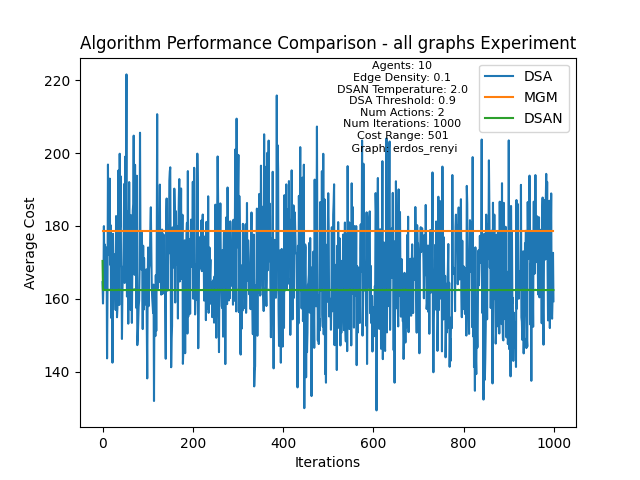 Algorithm Performance Comparison - all graphs Experiment
Agents: 10
Edge Density: 0.1
DSAN Temperature: 2.0
DSA Threshold: 0.9
Num Actions: 2
Num Iterations: 1000
Cost Range: 501
Graph: erdos_renyi
DSA
MGM
DSAN
Average Cost
220
200
180
160
140
0 200 400 600 800 1000
Iterations